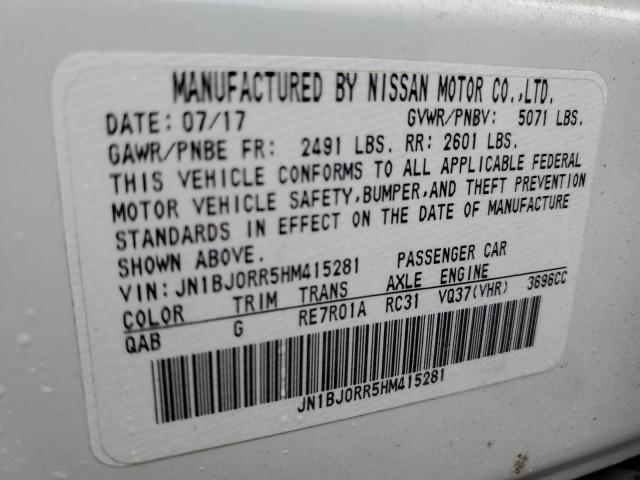 MANUFACTURED BY NISSAN MOTOR CO.,LTD.
DATE: 07/17 GVWR/PNBV: 5071 LBS.
GAWR/PNBE FR: 2491 LBS. RR: 2601 LBS.
THIS VEHICLE CONFORMS TO ALL APPLICABLE FEDERAL
MOTOR VEHICLE SAFETY,BUMPER,AND THEFT PREVENTION
STANDARDS IN EFFECT ON THE DATE OF MANUFACTURE
SHOWN ABOVE.
VIN:JN1BJ0RR5HM415281 PASSENGER CAR
COLOR TRIM TRANS AXLE ENGINE
QAB G RE7R01A RC31 VQ37(VHR) 3696CC
JN1BJ0RR5HM415281